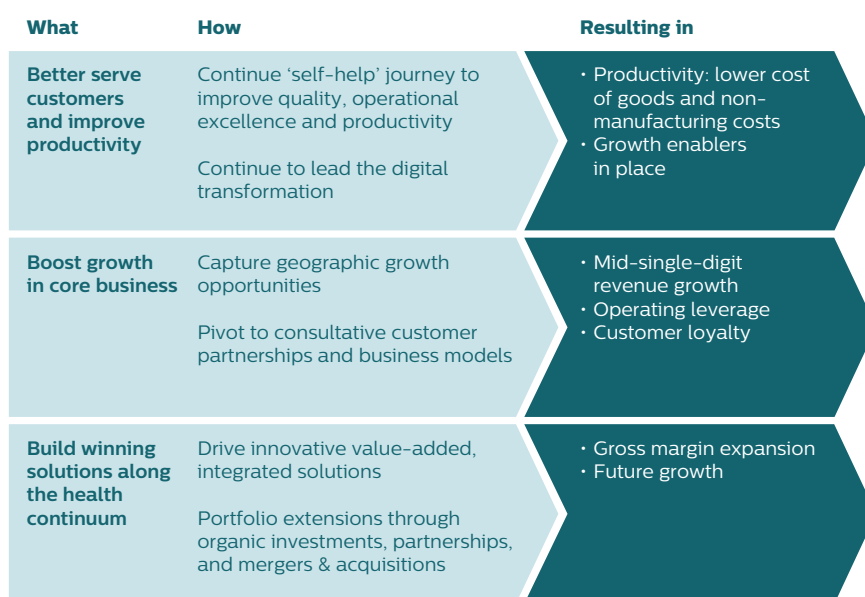 What
How
Resulting in
Better serve
customers
and improve
productivity
Continue ‘self-help’ journey to
improve quality, operational
excellence and productivity
Continue to lead the digital
transformation
• Productivity: lower cost
of goods and non-
manufacturing costs
• Growth enablers
in place
Boost growth
in core business
Capture geographic growth
opportunities
Pivot to consultative customer
partnerships and business models
• Mid-single-digit
revenue growth
• Operating leverage
• Customer loyalty
Build winning
solutions along
the health
continuum
Drive innovative value-added,
integrated solutions
Portfolio extensions through
organic investments, partnerships,
and mergers & acquisitions
• Gross margin expansion
• Future growth